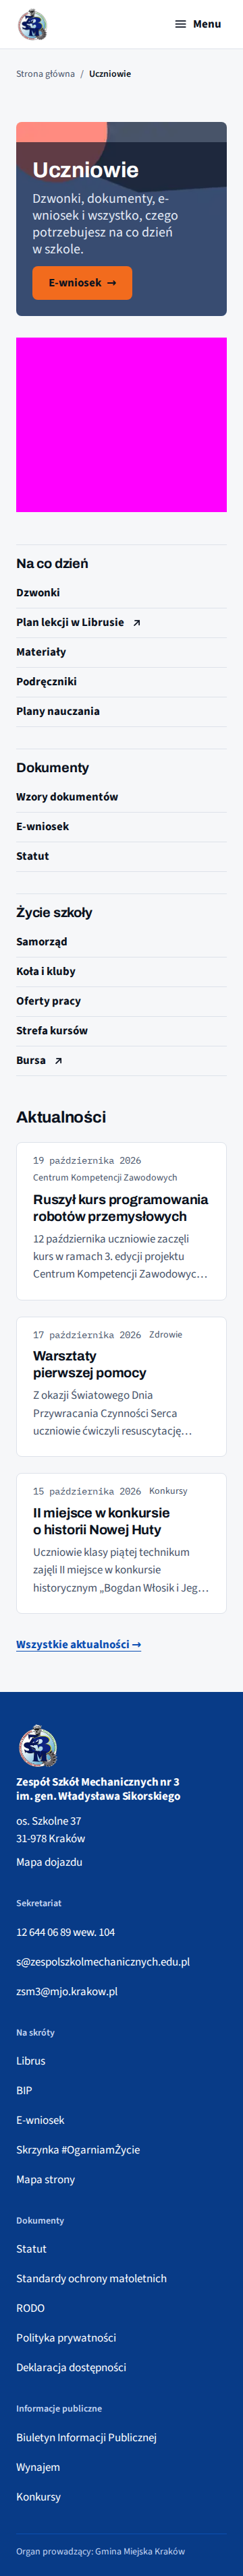 Menu
Strona główna / Uczniowie
Uczniowie
Dzwonki, dokumenty, e-
wniosek i wszystko, czego
potrzebujesz na co dzień
w szkole.
E-wniosek →
Na co dzień
Dzwonki
Plan lekcji w Librusie ↗
Materiały
Podręczniki
Plany nauczania
Dokumenty
Wzory dokumentów
E-wniosek
Statut
Życie szkoły
Samorząd
Koła i kluby
Oferty pracy
Strefa kursów
Bursa ↗
Aktualności
19 października 2026
Centrum Kompetencji Zawodowych
Ruszył kurs programowania
robotów przemysłowych
12 października uczniowie zaczęli
kurs w ramach 3. edycji projektu
Centrum Kompetencji Zawodowyc…
17 października 2026 Zdrowie
Warsztaty
pierwszej pomocy
Z okazji Światowego Dnia
Przywracania Czynności Serca
uczniowie ćwiczyli resuscytację…
15 października 2026 Konkursy
II miejsce w konkursie
o historii Nowej Huty
Uczniowie klasy piątej technikum
zajęli II miejsce w konkursie
historycznym „Bogdan Włosik i Jeg…
Wszystkie aktualności →
Zespół Szkół Mechanicznych nr 3
im. gen. Władysława Sikorskiego
os. Szkolne 37
31-978 Kraków
Mapa dojazdu
Sekretariat
12 644 06 89 wew. 104
s@zespolszkolmechanicznych.edu.pl
zsm3@mjo.krakow.pl
Na skróty
Librus
BIP
E-wniosek
Skrzynka #OgarniamŻycie
Mapa strony
Dokumenty
Statut
Standardy ochrony małoletnich
RODO
Polityka prywatności
Deklaracja dostępności
Informacje publiczne
Biuletyn Informacji Publicznej
Wynajem
Konkursy
Organ prowadzący: Gmina Miejska Kraków